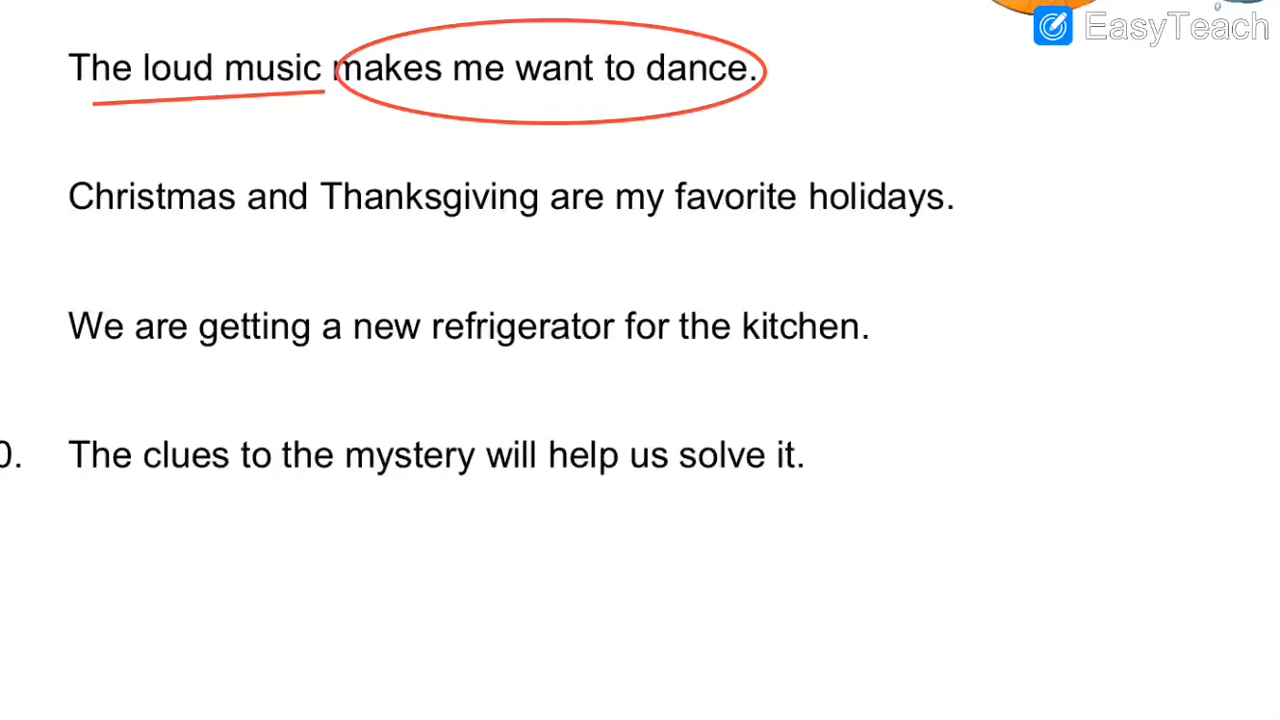 EasyTeach
The loud music makes me want to dance.
Christmas and Thanksgiving are my favorite holidays.
We are getting a new refrigerator for the kitchen.
0. The clues to the mystery will help us solve it.